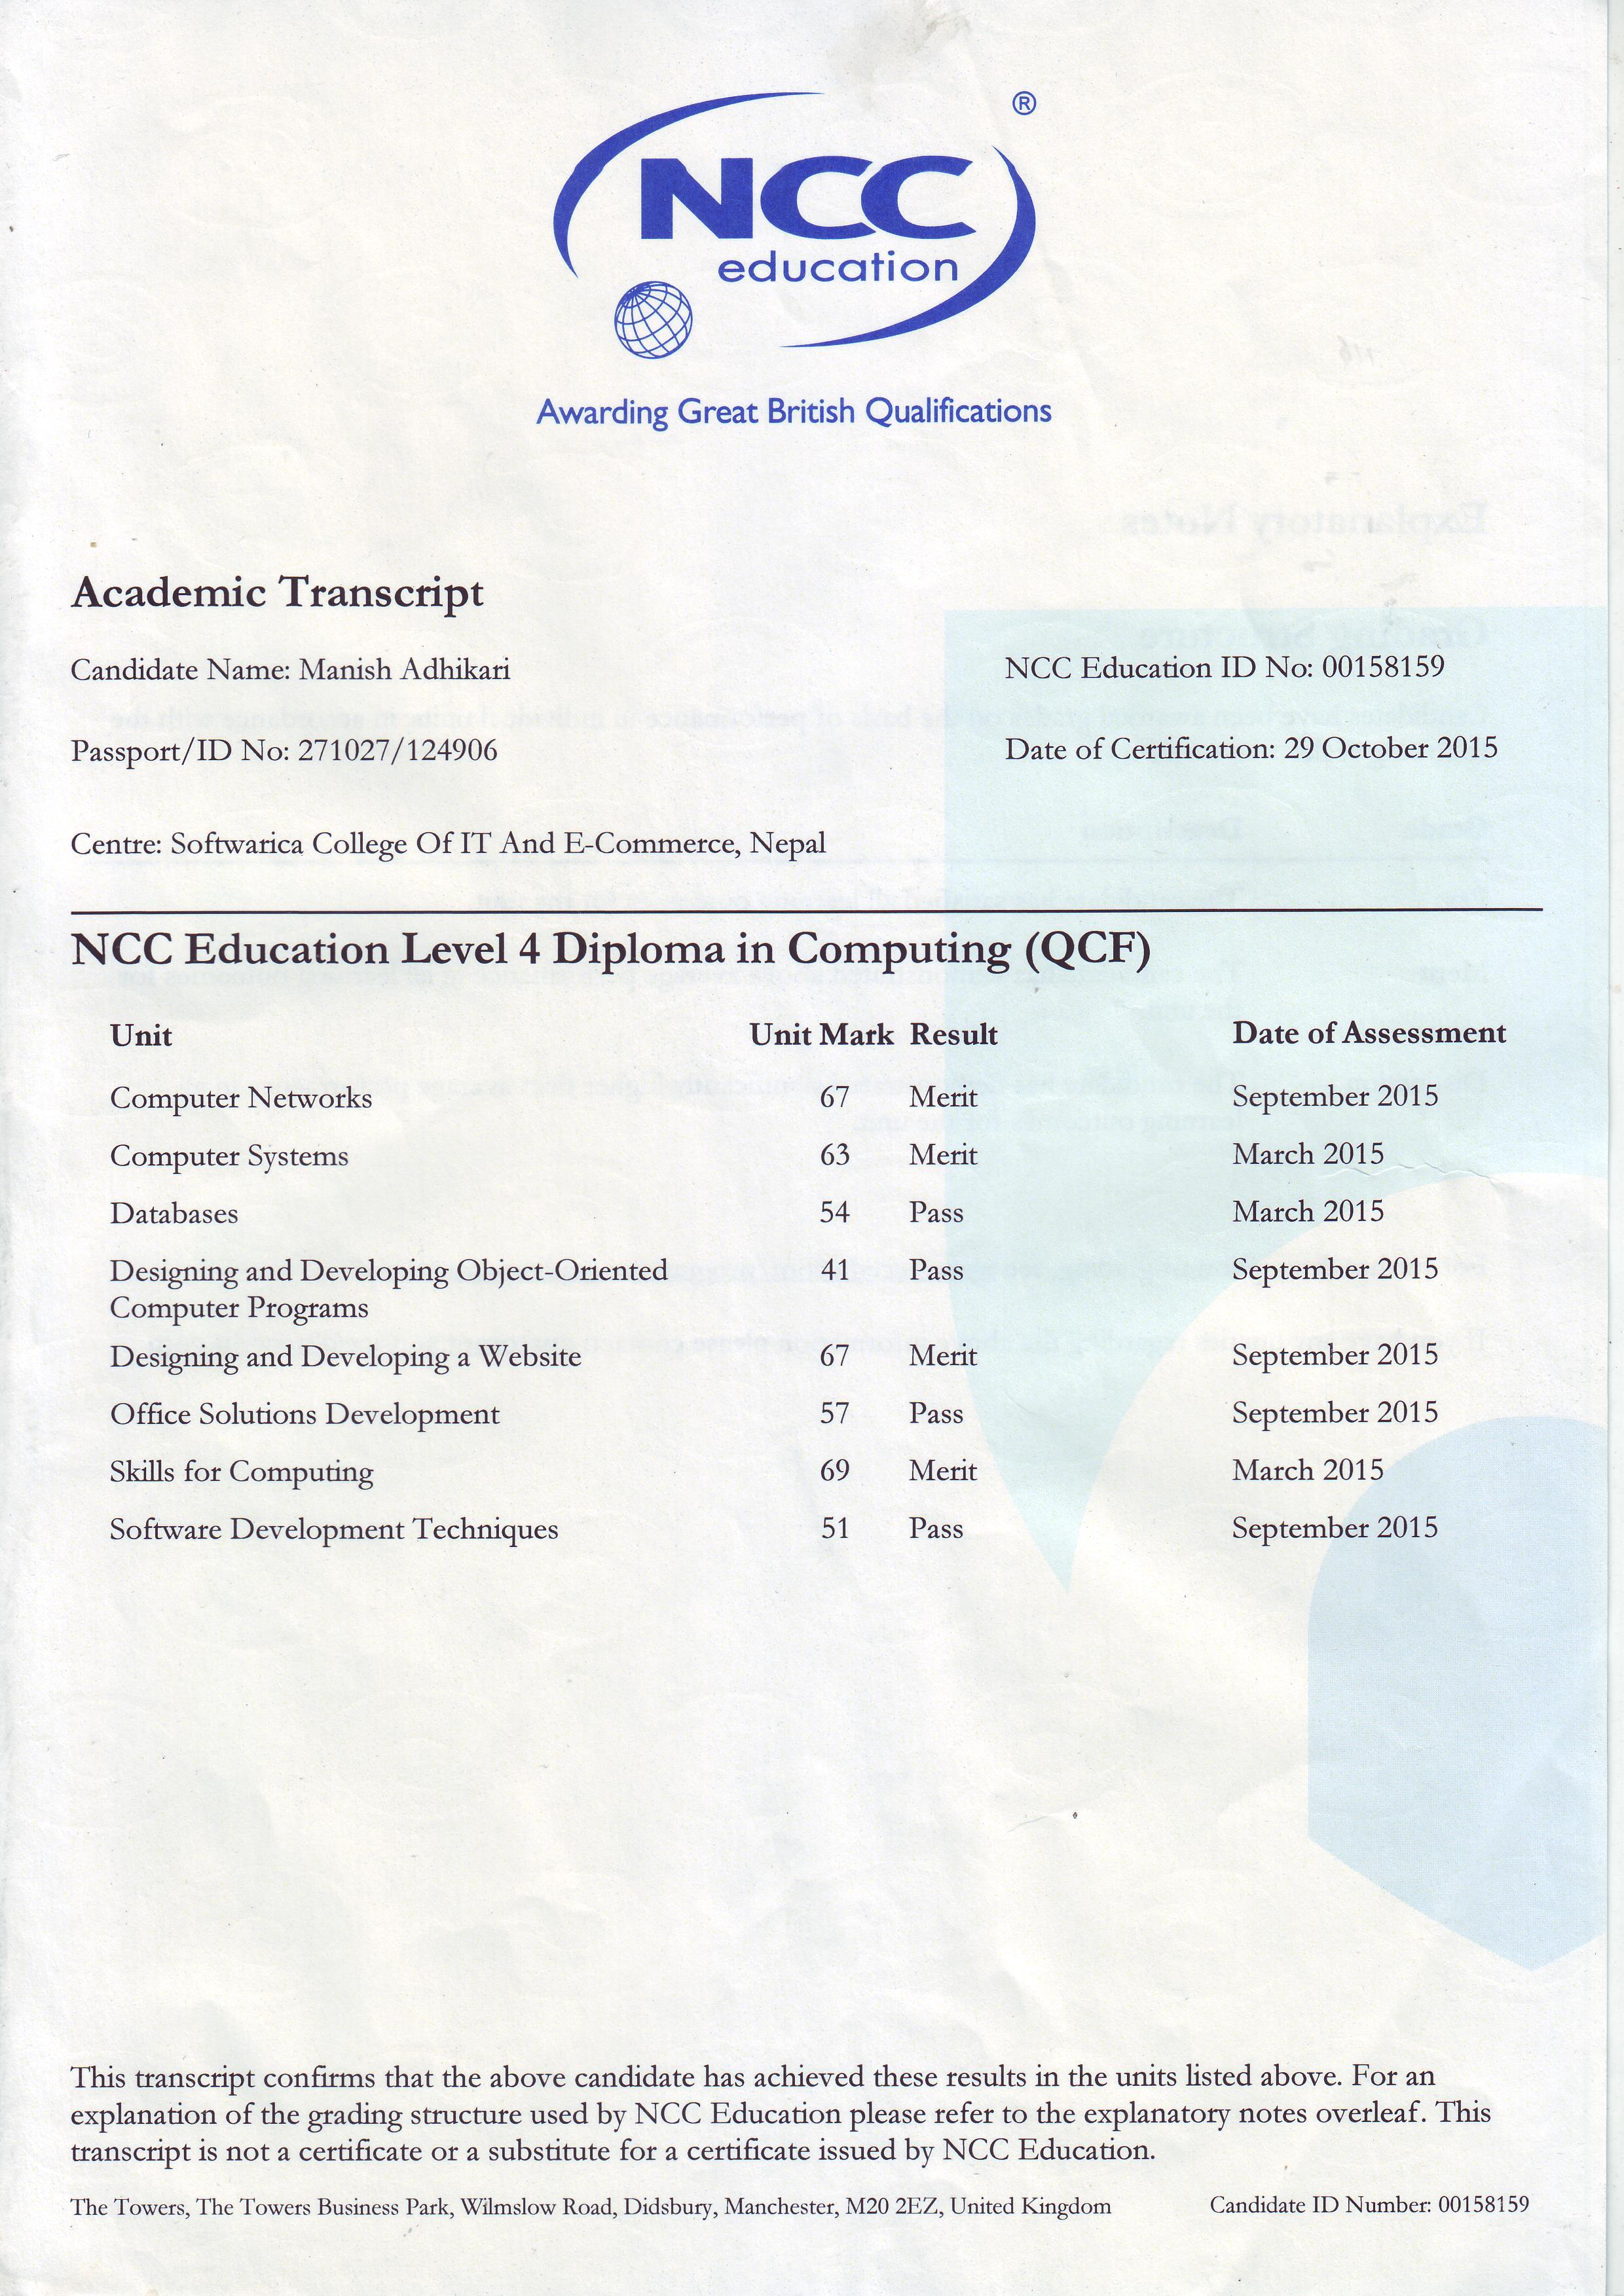 ®
NCC
education
Awarding Great British Qualifications
Academic Transcript
Candidate Name: Manish Adhikari
NCC Education ID No: 00158159
Passport/ID No: 271027/124906
Date of Certification: 29 October 2015
Centre: Softwarica College Of IT And E-Commerce, Nepal
NCC Education Level 4 Diploma in Computing (QCF)
Unit Unit Mark Result Date of Assessment
Computer Networks 67 Merit September 2015
Computer Systems 63 Merit March 2015
Databases 54 Pass March 2015
Designing and Developing Object-Oriented 41 Pass September 2015
Computer Programs
Designing and Developing a Website 67 Merit September 2015
Office Solutions Development 57 Pass September 2015
Skills for Computing 69 Merit March 2015
Software Development Techniques 51 Pass September 2015
This transcript confirms that the above candidate has achieved these results in the units listed above. For an
explanation of the grading structure used by NCC Education please refer to the explanatory notes overleaf. This
transcript is not a certificate or a substitute for a certificate issued by NCC Education.
The Towers, The Towers Business Park, Wilmslow Road, Didsbury, Manchester, M20 2EZ, United Kingdom
Candidate ID Number: 00158159